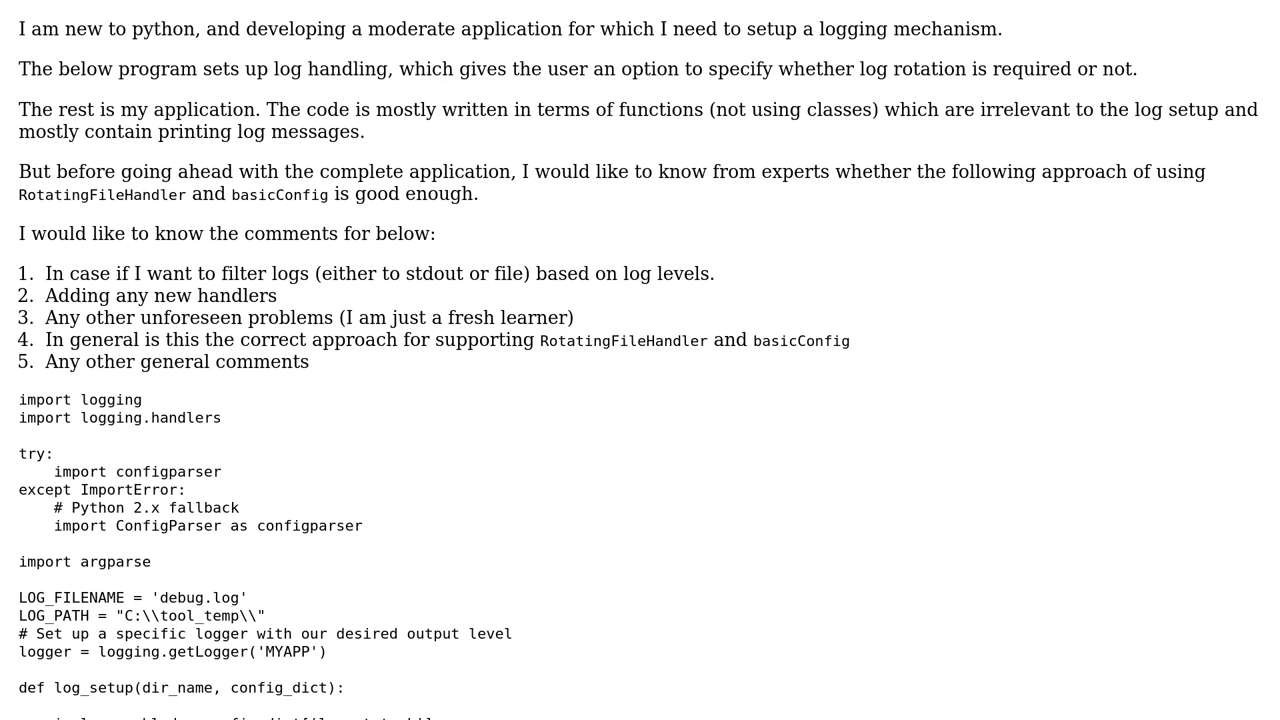 I am new to python, and developing a moderate application for which I need to setup a logging mechanism.
The below program sets up log handling, which gives the user an option to specify whether log rotation is required or not.
The rest is my application. The code is mostly written in terms of functions (not using classes) which are irrelevant to the log setup and
mostly contain printing log messages.
But before going ahead with the complete application, I would like to know from experts whether the following approach of using
RotatingFileHandler and basicConfig is good enough.
I would like to know the comments for below:
1. In case if I want to filter logs (either to stdout or file) based on log levels.
2. Adding any new handlers
3. Any other unforeseen problems (I am just a fresh learner)
4. In general is this the correct approach for supporting RotatingFileHandler and basicConfig
5. Any other general comments
import logging
import logging.handlers
try:
    import configparser
except ImportError:
    # Python 2.x fallback
    import ConfigParser as configparser
import argparse
LOG_FILENAME = 'debug.log'
LOG_PATH = "C:\\tool_temp\\"
# Set up a specific logger with our desired output level
logger = logging.getLogger('MYAPP')
def log_setup(dir_name, config_dict):